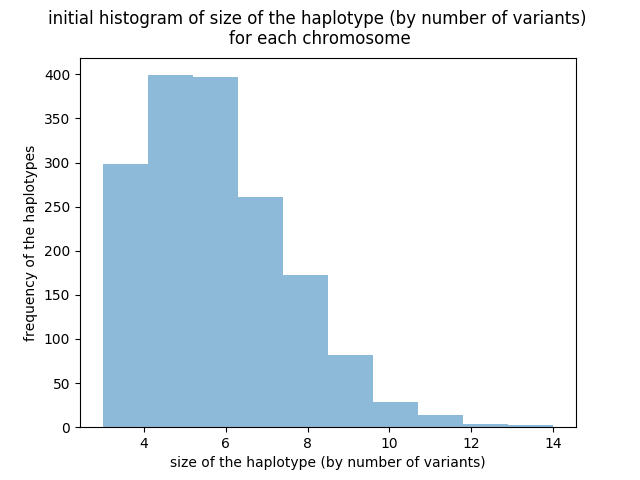 initial histogram of size of the haplotype (by number of variants)
for each chromosome
400
350
300
250
200
150
100
50
0
frequency of the haplotypes
4 6 8 10 12 14
size of the haplotype (by number of variants)